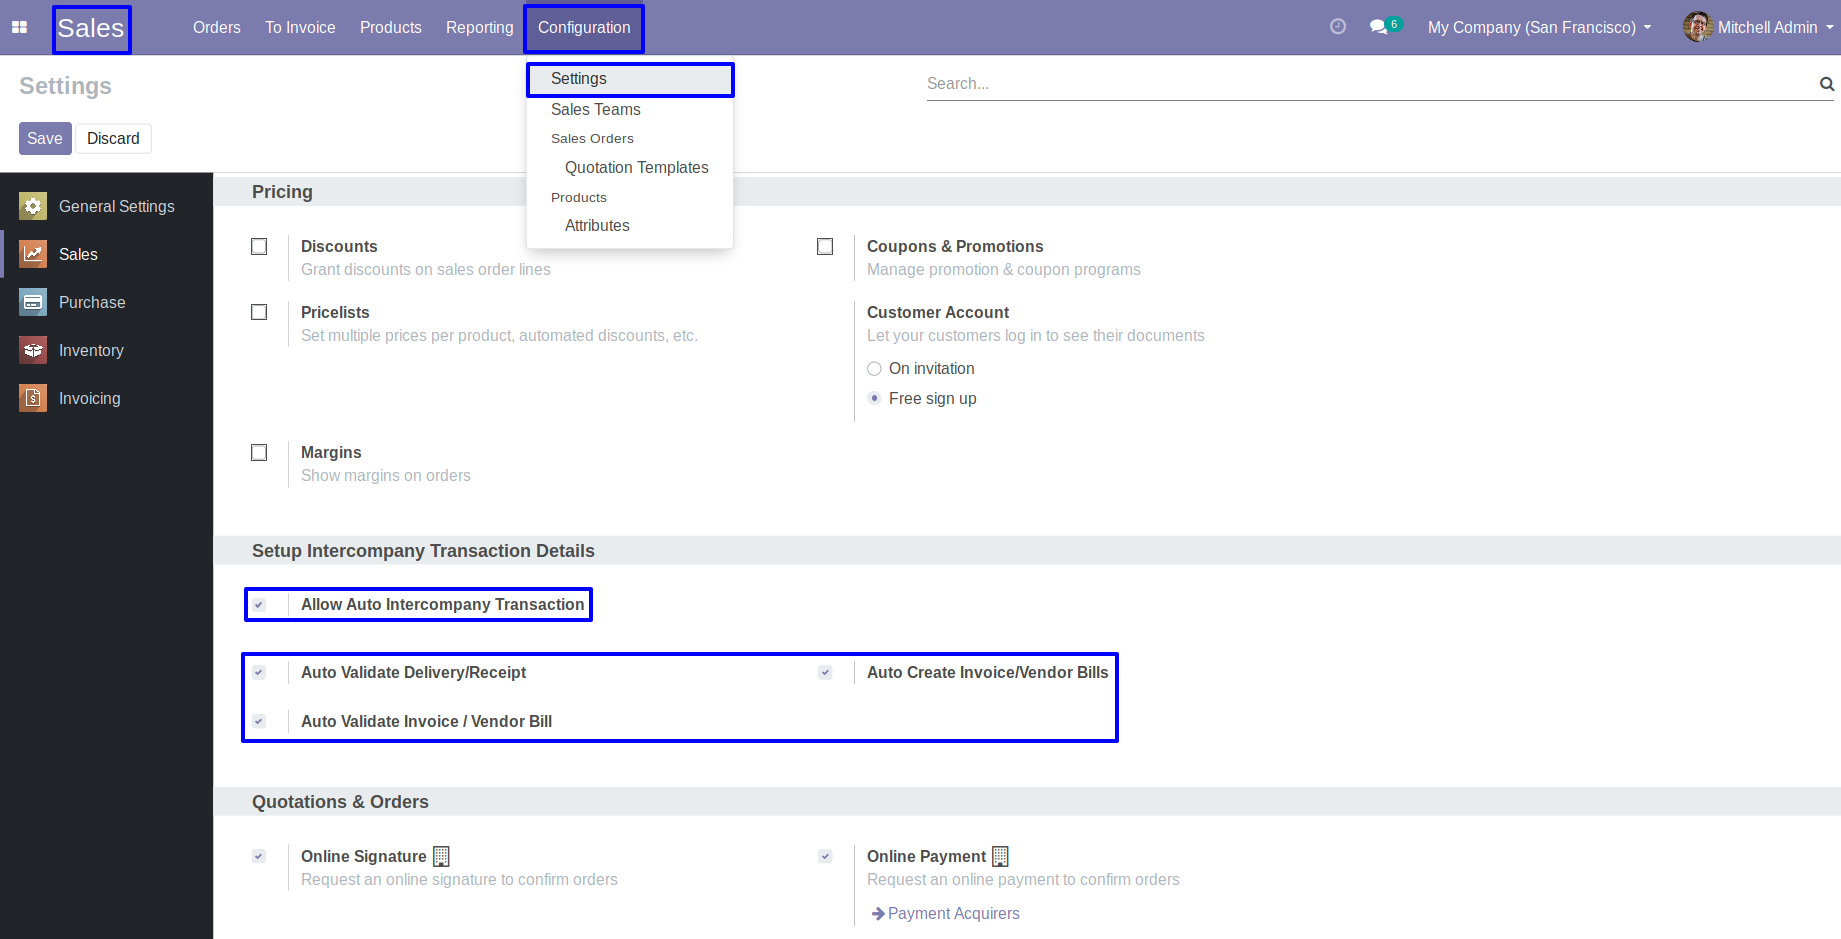 Sales Orders To Invoice Products Reporting Configuration 6 My Company (San Francisco) Mitchell Admin
Settings
Search...
Save Discard
Settings
Sales Teams
Sales Orders
Quotation Templates
Products
Attributes
General Settings
Sales
Purchase
Inventory
Invoicing
Pricing
Discounts
Grant discounts on sales order lines
Coupons & Promotions
Manage promotion & coupon programs
Pricelists
Set multiple prices per product, automated discounts, etc.
Customer Account
Let your customers log in to see their documents
On invitation
Free sign up
Margins
Show margins on orders
Setup Intercompany Transaction Details
Allow Auto Intercompany Transaction
Auto Validate Delivery/Receipt
Auto Create Invoice/Vendor Bills
Auto Validate Invoice / Vendor Bill
Quotations & Orders
Online Signature
Request an online signature to confirm orders
Online Payment
Request an online payment to confirm orders
Payment Acquirers